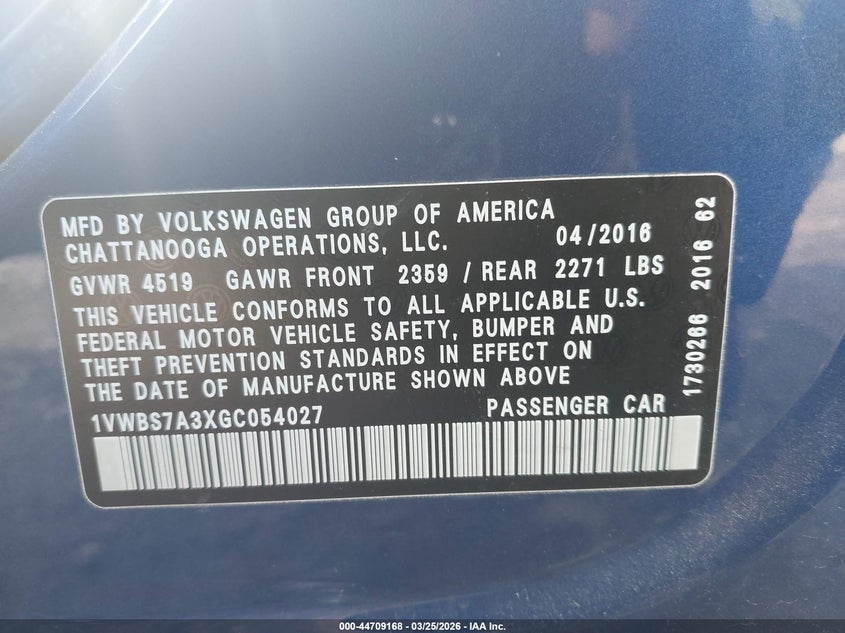 MFD BY VOLKSWAGEN GROUP OF AMERICA
CHATTANOOGA OPERATIONS, LLC. 04/2016
GVWR 4519 GAWR FRONT 2359 / REAR 2271 LBS
THIS VEHICLE CONFORMS TO ALL APPLICABLE U.S.
FEDERAL MOTOR VEHICLE SAFETY, BUMPER AND
THEFT PREVENTION STANDARDS IN EFFECT ON
THE DATE OF MANUFACTURE SHOWN ABOVE
1VWBS7A3XGC054027 PASSENGER CAR
1730266 2016 62
000-44709168 - 03/25/2026 - IAA Inc.